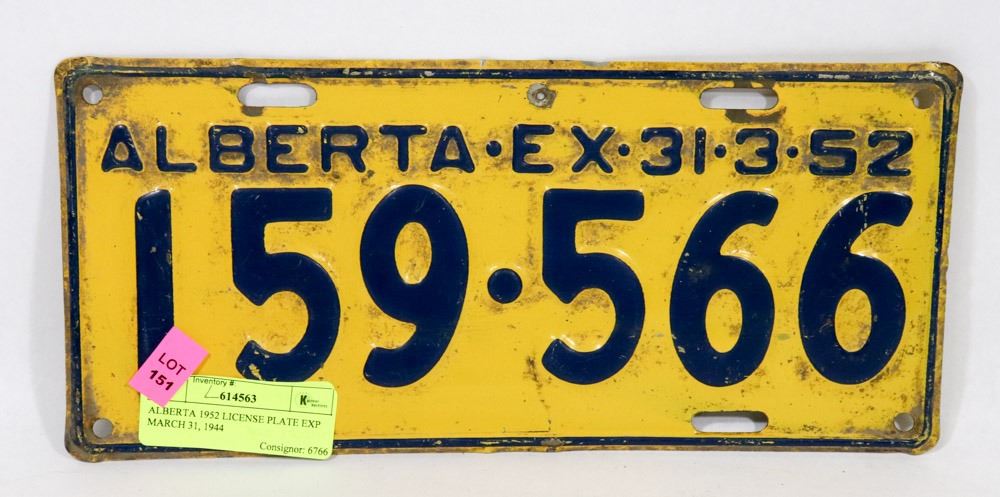 ALBERTA·EX·31·3·52
159·566
LOT
151
Inventory #
614563
ALBERTA 1952 LICENSE PLATE EXP
MARCH 31, 1944
Consignor: 6766